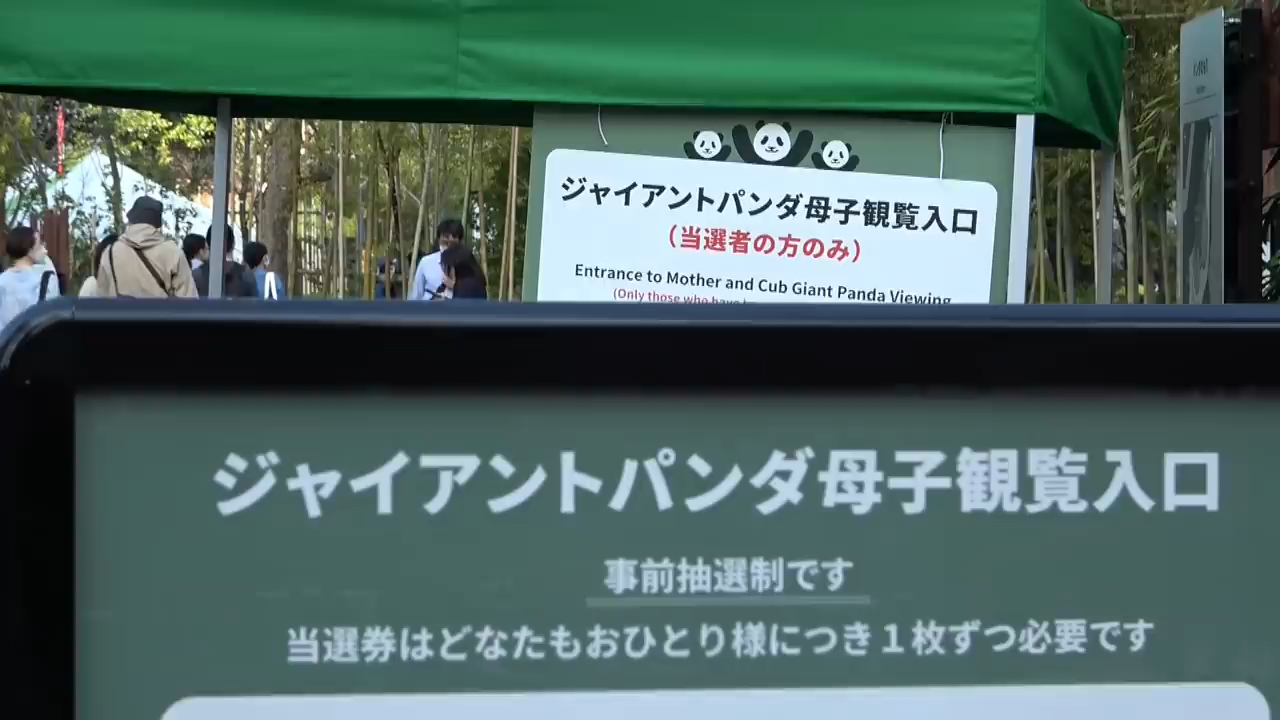 ジャイアントパンダ母子観覧入口
（当選者の方のみ）
Entrance to Mother and Cub Giant Panda Viewing
(Only those who have
ジャイアントパンダ母子観覧入口
事前抽選制です
当選券はどなたもおひとり様につき1枚ずつ必要です